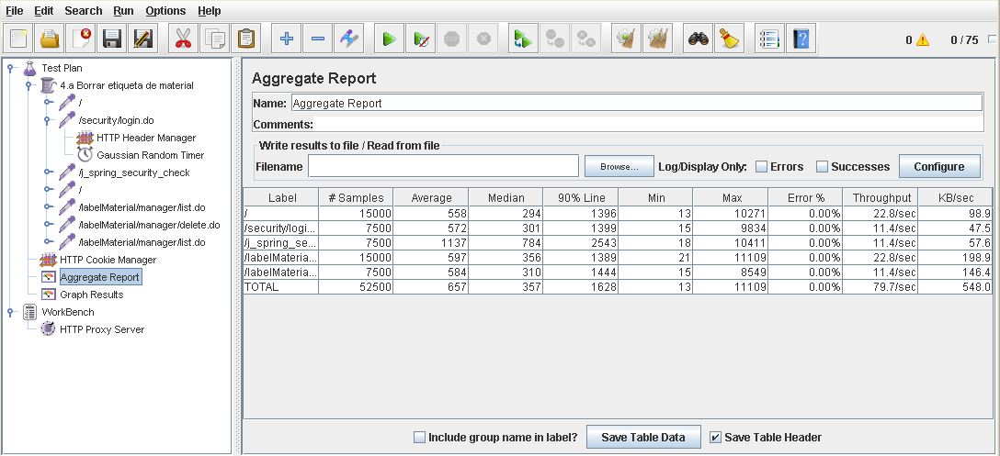 File Edit Search Run Options Help
0 0 / 75
Test Plan
4.a Borrar etiqueta de material
/
/security/login.do
HTTP Header Manager
Gaussian Random Timer
/j_spring_security_check
/
/labelMaterial/manager/list.do
/labelMaterial/manager/delete.do
/labelMaterial/manager/list.do
HTTP Cookie Manager
Aggregate Report
Graph Results
WorkBench
HTTP Proxy Server
Aggregate Report
Name: Aggregate Report
Comments:
Write results to file / Read from file
Filename Browse... Log/Display Only: Errors Successes Configure
Label # Samples Average Median 90% Line Min Max Error % Throughput KB/sec
/ 15000 558 294 1396 13 10271 0.00% 22.8/sec 98.9
/security/logi... 7500 572 301 1399 15 9834 0.00% 11.4/sec 47.5
/j_spring_se... 7500 1137 784 2543 18 10411 0.00% 11.4/sec 57.6
/labelMateria... 15000 597 356 1389 21 11109 0.00% 22.8/sec 198.9
/labelMateria... 7500 584 310 1444 15 8549 0.00% 11.4/sec 146.4
TOTAL 52500 657 357 1628 13 11109 0.00% 79.7/sec 548.0
Include group name in label? Save Table Data Save Table Header